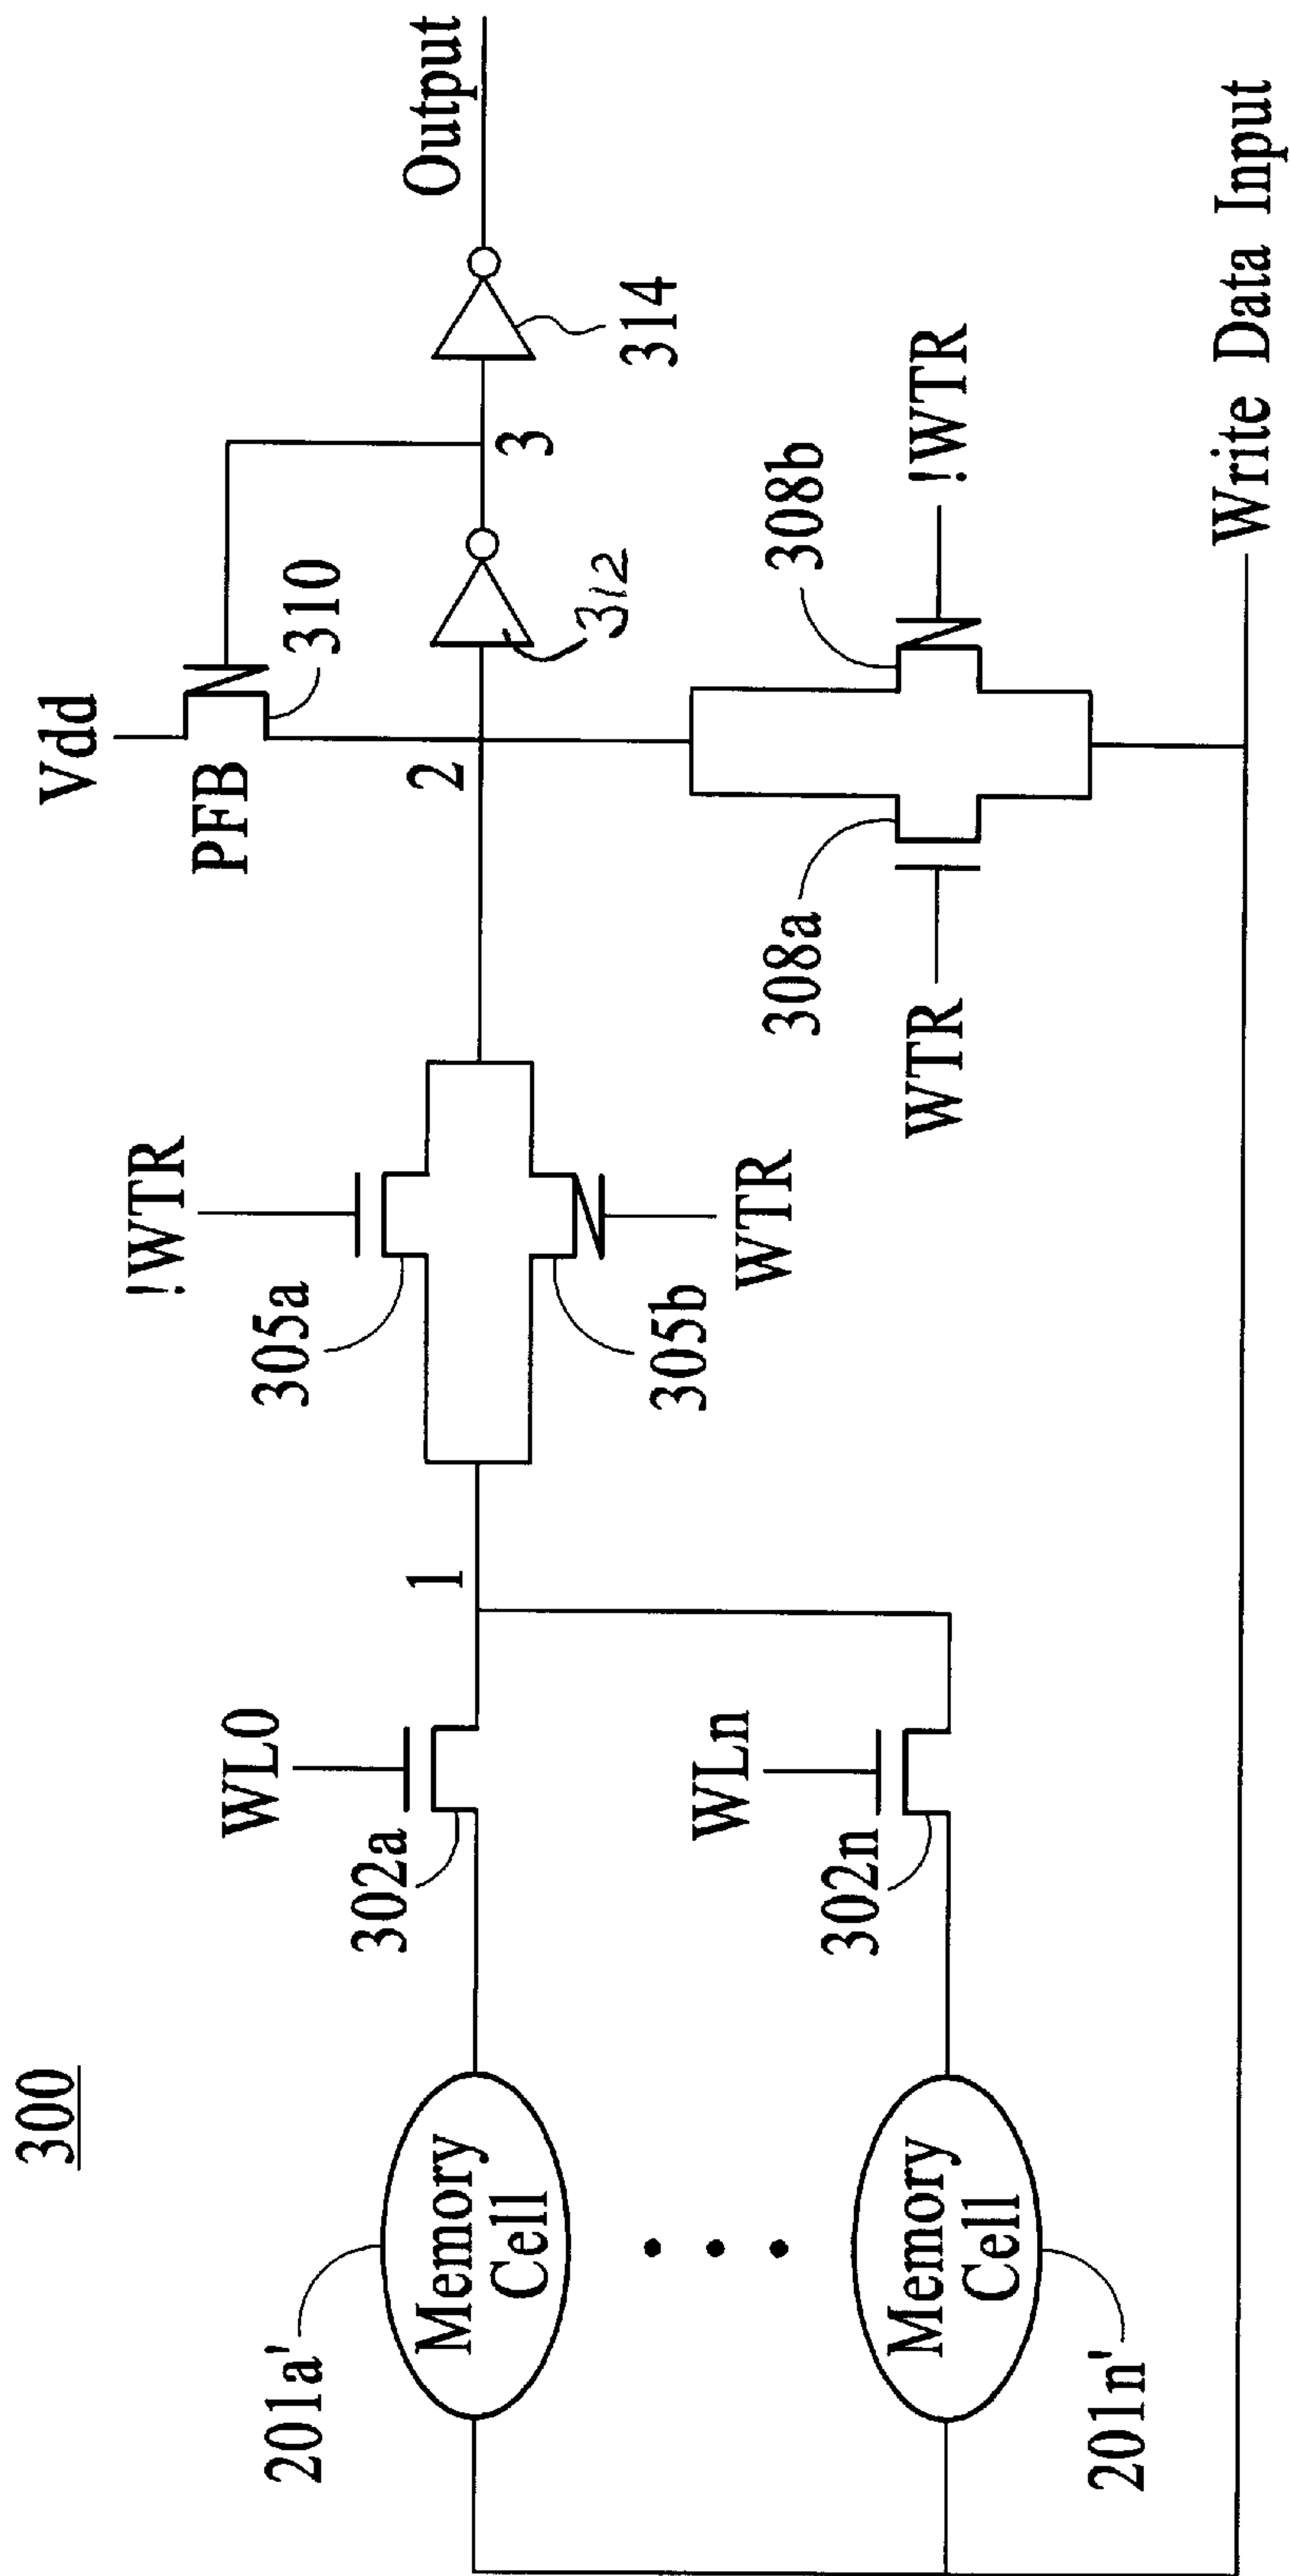 300
201a'
Memory
Cell
201n'
Memory
Cell
WL0
302a
WLn
302n
1
!WTR
305a
305b
WTR
2
Vdd
PFB
310
312
3
314
Output
308a
WTR
308b
!WTR
Write Data Input